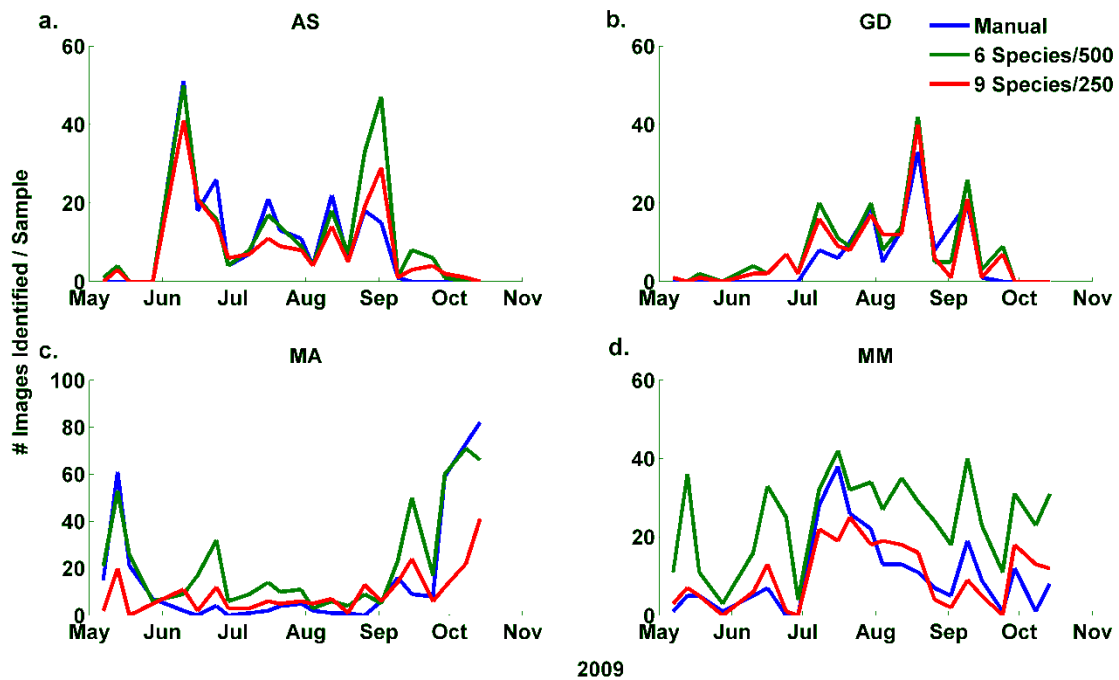 a.
AS
b.
GD
Manual
6 Species/500
9 Species/250
60
40
20
0
May Jun Jul Aug Sep Oct Nov
60
40
20
0
May Jun Jul Aug Sep Oct Nov
# Images Identified / Sample
c.
MA
d.
MM
100
80
60
40
20
0
May Jun Jul Aug Sep Oct Nov
60
40
20
0
May Jun Jul Aug Sep Oct Nov
2009